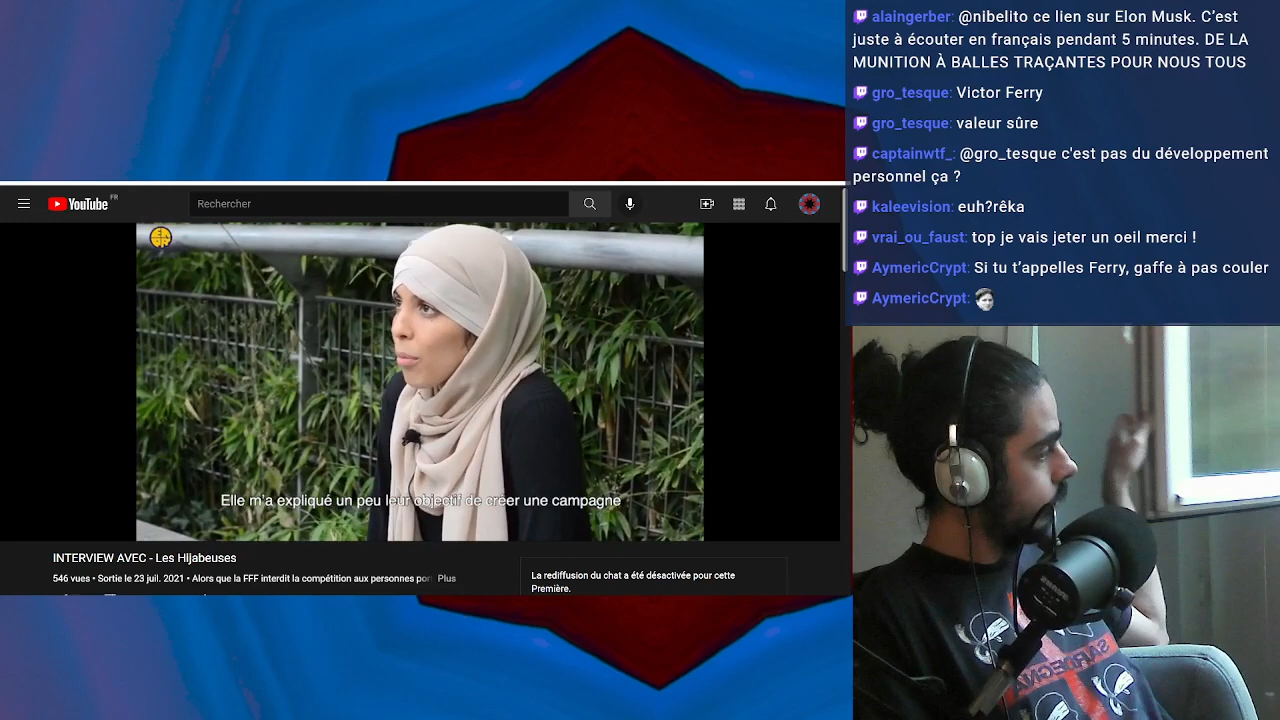 alaingerber: @nibelito ce lien sur Elon Musk. C’est
juste à écouter en français pendant 5 minutes. DE LA
MUNITION À BALLES TRAÇANTES POUR NOUS TOUS
gro_tesque: Victor Ferry
gro_tesque: valeur sûre
captainwtf_: @gro_tesque c'est pas du développement
personnel ça ?
kaleevision: euh?rêka
vrai_ou_faust: top je vais jeter un oeil merci !
AymericCrypt: Si tu t’appelles Ferry, gaffe à pas couler
AymericCrypt:
YouTube FR
Rechercher
Elle m'a expliqué un peu leur objectif de créer une campagne
INTERVIEW AVEC - Les Hijabeuses
546 vues • Sortie le 23 juil. 2021 • Alors que la FFF interdit la compétition aux personnes por Plus
La rediffusion du chat a été désactivée pour cette
Première.
SARDEGNA